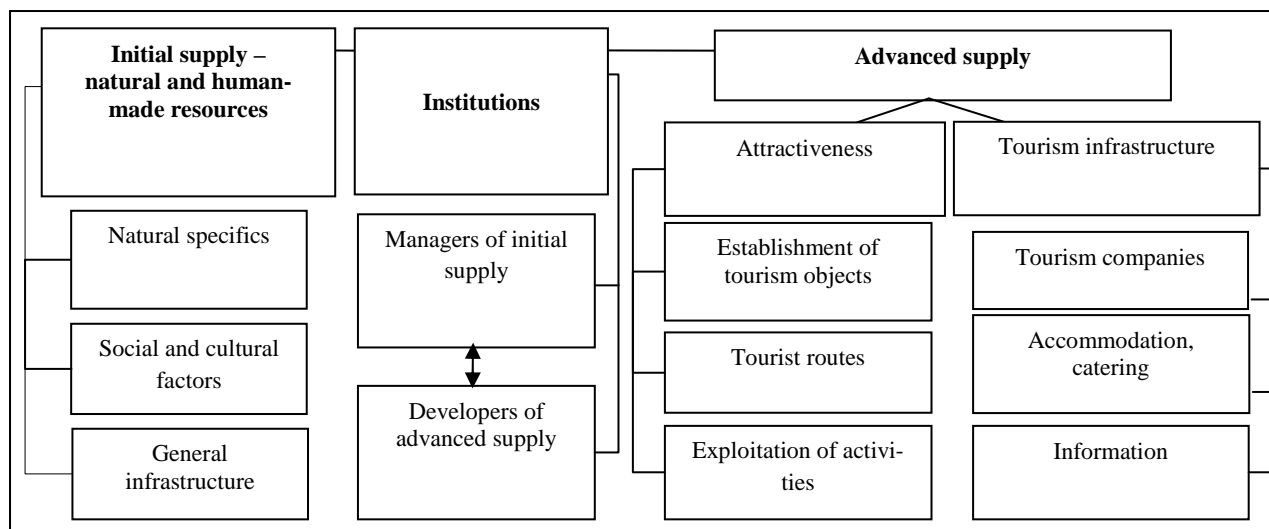 Initial supply –
natural and human-
made resources
Institutions
Advanced supply
Attractiveness
Tourism infrastructure
Natural specifics
Managers of initial
supply
Establishment of
tourism objects
Tourism companies
Social and cultural
factors
Tourist routes
Accommodation,
catering
Developers of
advanced supply
General
infrastructure
Exploitation of activi-
ties
Information